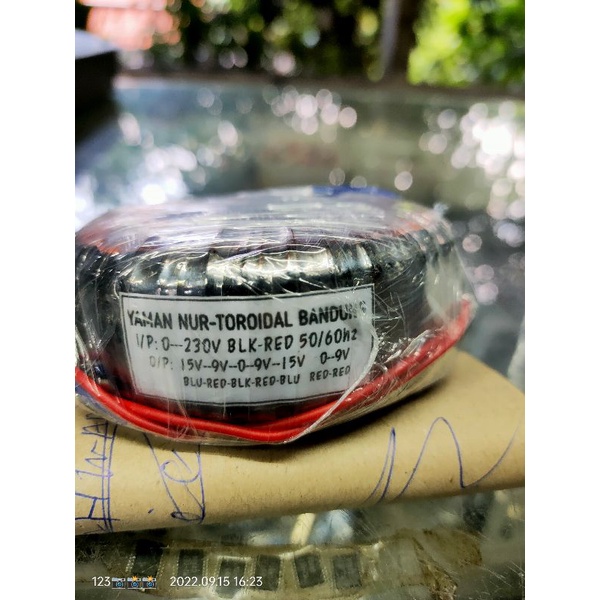 YAMAN NUR-TOROIDAL BANDUNG
I/P: 0--230V BLK-RED 50/60hz
O/P: 15V--9V--0--9V--15V 0--9V
BLU-RED-BLK-RED-BLU RED-RED
123 2022.09.15 16:23